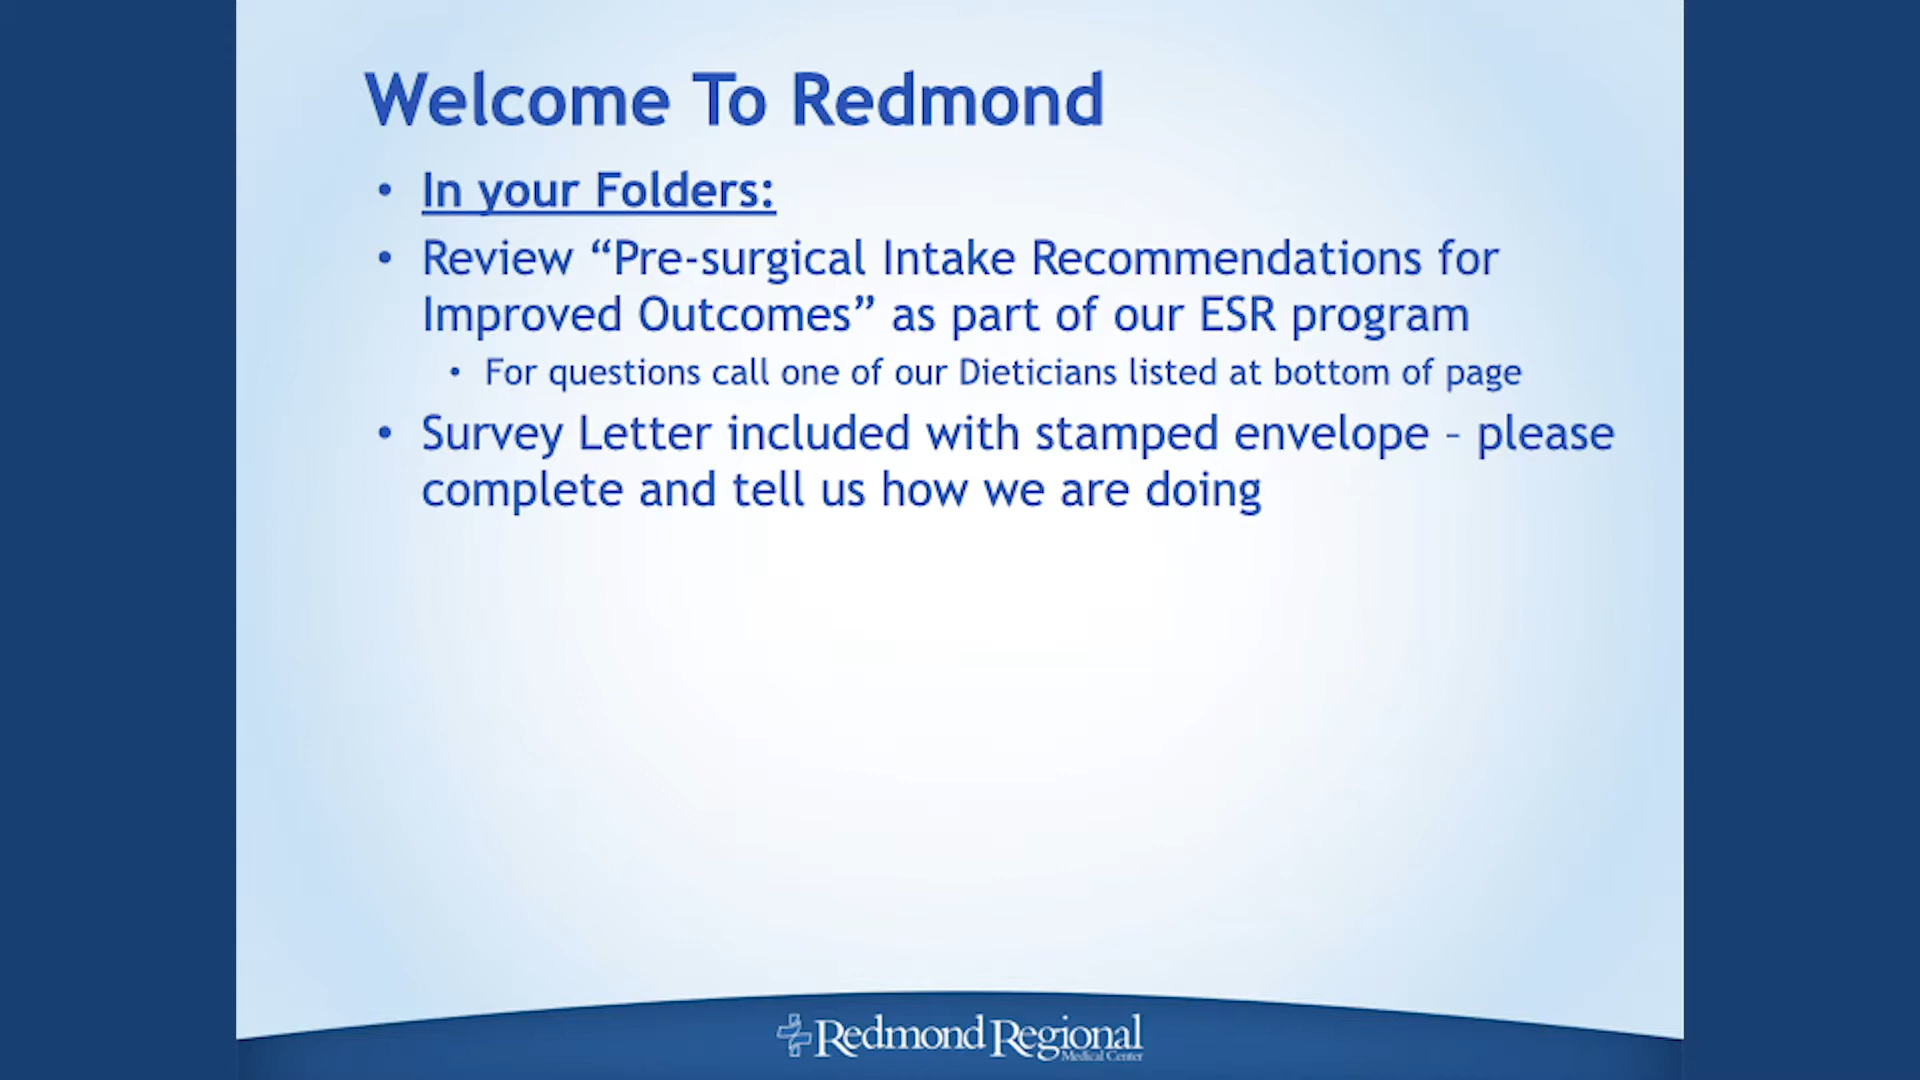 Welcome To Redmond
• In your Folders:
• Review “Pre-surgical Intake Recommendations for
Improved Outcomes” as part of our ESR program
• For questions call one of our Dieticians listed at bottom of page
• Survey Letter included with stamped envelope – please
complete and tell us how we are doing
Redmond Regional
Medical Center